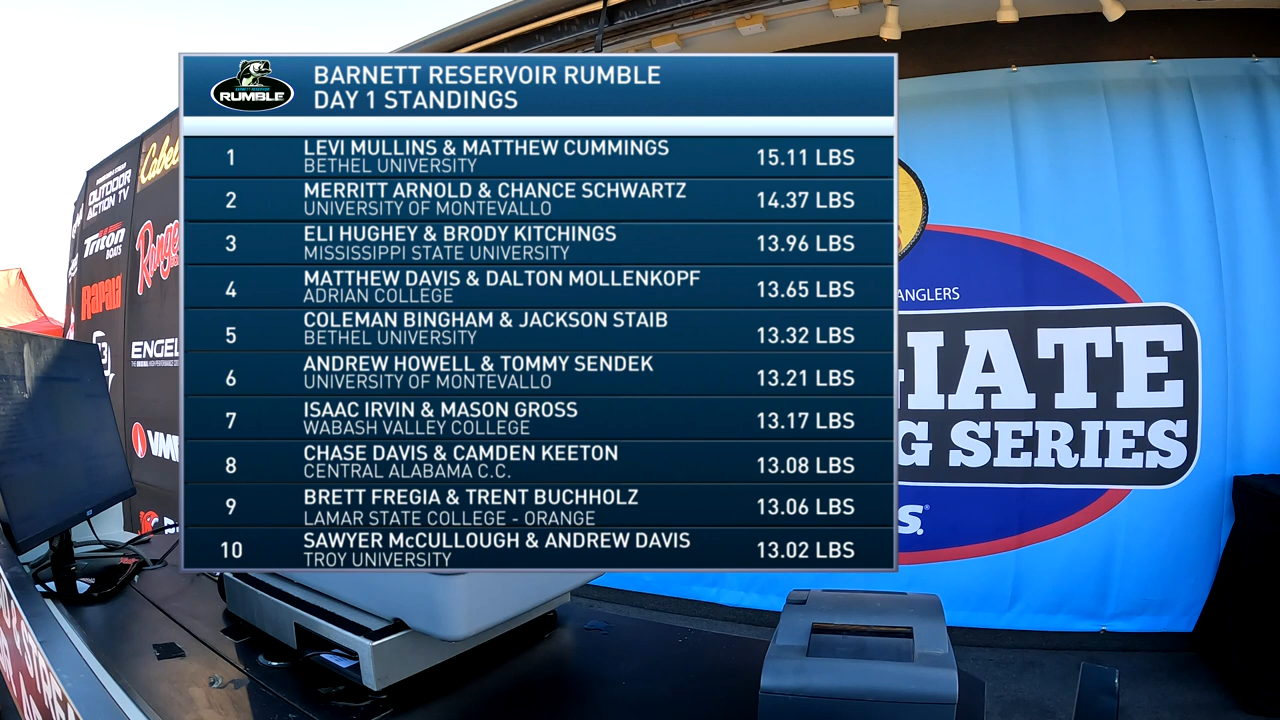 BARNETT RESERVOIR RUMBLE
DAY 1 STANDINGS
RUMBLE
1 LEVI MULLINS & MATTHEW CUMMINGS 15.11 LBS
BETHEL UNIVERSITY
2 MERRITT ARNOLD & CHANCE SCHWARTZ 14.37 LBS
UNIVERSITY OF MONTEVALLO
3 ELI HUGHEY & BRODY KITCHINGS 13.96 LBS
MISSISSIPPI STATE UNIVERSITY
4 MATTHEW DAVIS & DALTON MOLLENKOPF 13.65 LBS
ADRIAN COLLEGE
5 COLEMAN BINGHAM & JACKSON STAIB 13.32 LBS
BETHEL UNIVERSITY
6 ANDREW HOWELL & TOMMY SENDEK 13.21 LBS
UNIVERSITY OF MONTEVALLO
7 ISAAC IRVIN & MASON GROSS 13.17 LBS
WABASH VALLEY COLLEGE
8 CHASE DAVIS & CAMDEN KEETON 13.08 LBS
CENTRAL ALABAMA C.C.
9 BRETT FREGIA & TRENT BUCHHOLZ 13.06 LBS
LAMAR STATE COLLEGE - ORANGE
10 SAWYER McCULLOUGH & ANDREW DAVIS 13.02 LBS
TROY UNIVERSITY
OUTDOOR
ACTION TV
Triton
BOATS
Rapala
Cabel
Range
ENGEL
VMC
ANGLERS
IATE
G SERIES
S.